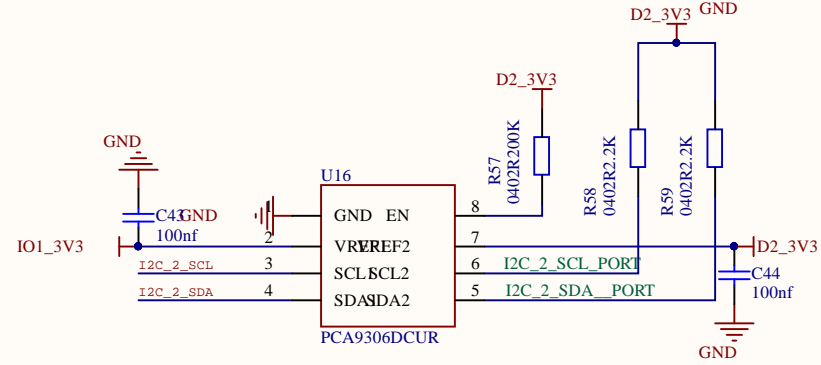 D2_3V3 GND
D2_3V3
R57
0402R200K
R58
0402R2.2K
R59
0402R2.2K
GND
U16
C43
GND
100nf
1
GND EN
8
IO1_3V3
2
VREF1
VREF2
7
D2_3V3
I2C_2_SCL
3
SCL1
SCL2
6
I2C_2_SCL_PORT
C44
I2C_2_SDA
4
SDA1
SDA2
5
I2C_2_SDA__PORT
100nf
PCA9306DCUR
GND